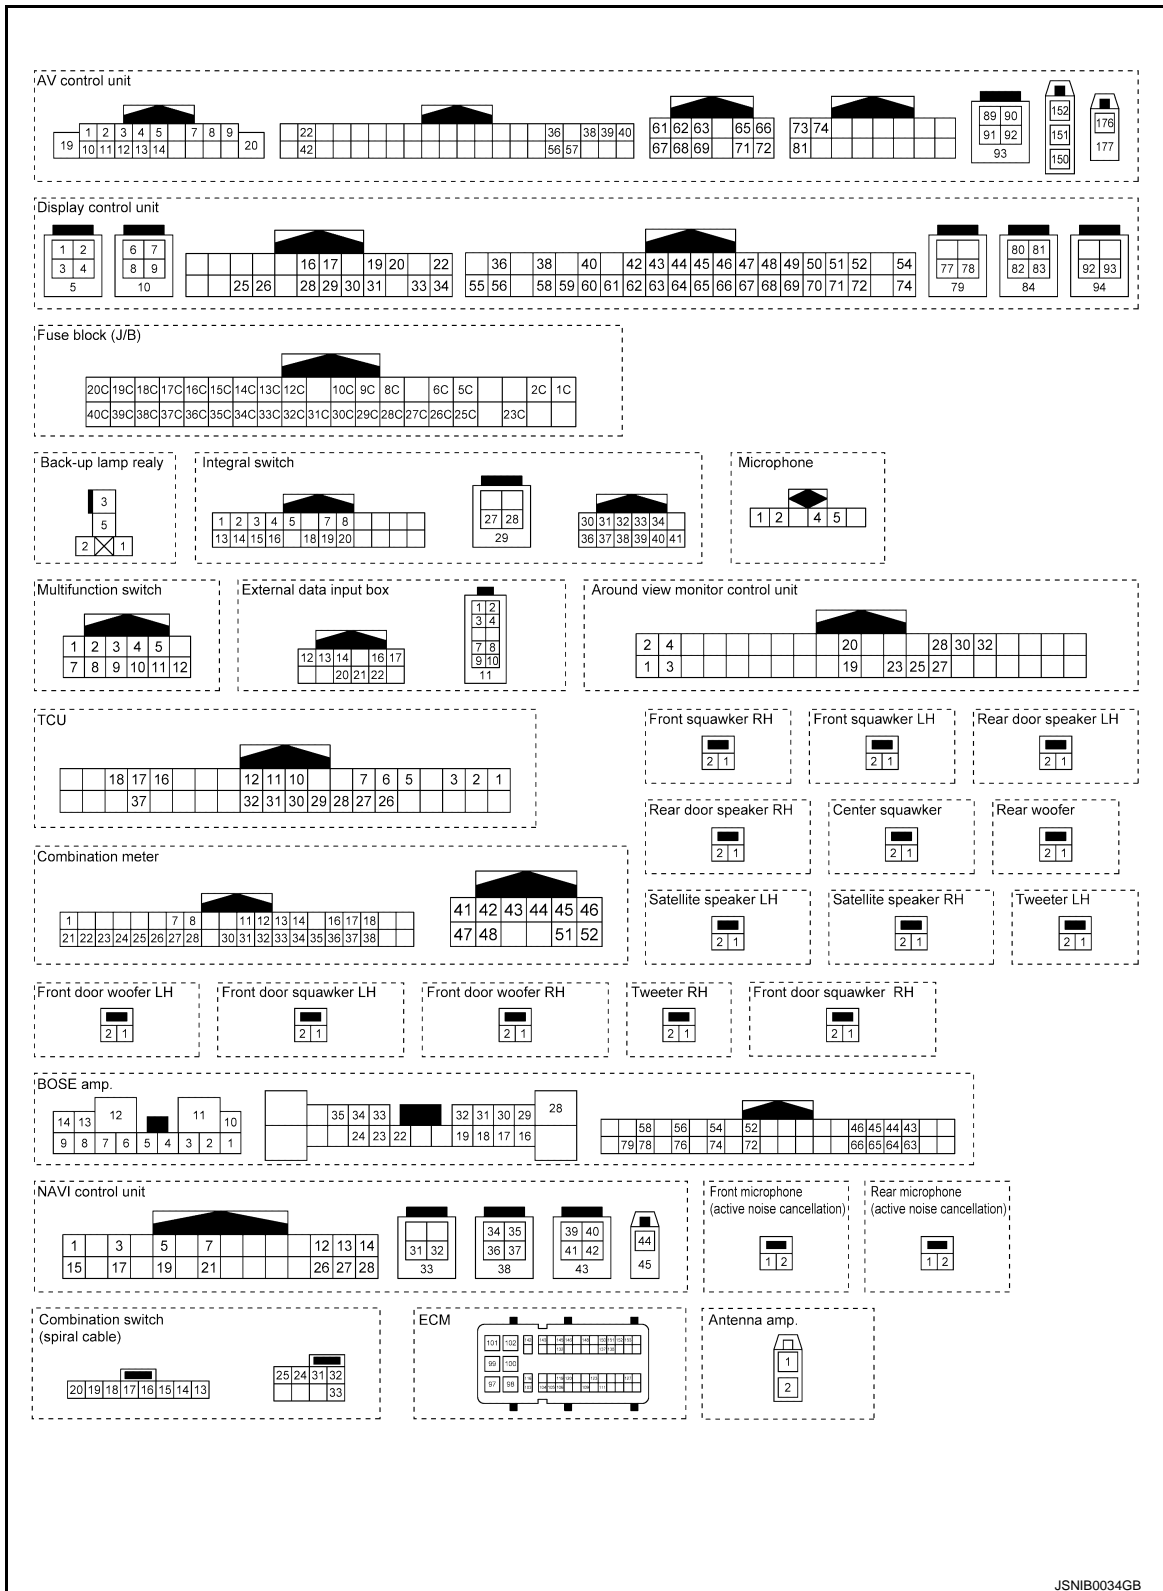 AV control unit
1 2 3 4 5 7 8 9
19 10 11 12 13 14 20
22 36 38 39 40
42 56 57
61 62 63 65 66
67 68 69 71 72
73 74
81
89 90
91 92
93
152
151
150
176
177
Display control unit
1 2
3 4
5
6 7
8 9
10
16 17 19 20 22
25 26 28 29 30 31 33 34
36 38 40 42 43 44 45 46 47 48 49 50 51 52 54
55 56 58 59 60 61 62 63 64 65 66 67 68 69 70 71 72 74
77 78
79
80 81
82 83
84
92 93
94
Fuse block (J/B)
20C 19C 18C 17C 16C 15C 14C 13C 12C 10C 9C 8C 6C 5C 2C 1C
40C 39C 38C 37C 36C 35C 34C 33C 32C 31C 30C 29C 28C 27C 26C 25C 23C
Back-up lamp realy
3
5
2 1
Integral switch
1 2 3 4 5 7 8
13 14 15 16 18 19 20
27 28
29
30 31 32 33 34
36 37 38 39 40 41
Microphone
1 2 4 5
Multifunction switch
1 2 3 4 5
7 8 9 10 11 12
External data input box
12 13 14 16 17
20 21 22
1 2
3 4
7 8
9 10
11
Around view monitor control unit
2 4 20 28 30 32
1 3 19 23 25 27
TCU
18 17 16 12 11 10 7 6 5 3 2 1
37 32 31 30 29 28 27 26
Front squawker RH
2 1
Front squawker LH
2 1
Rear door speaker LH
2 1
Rear door speaker RH
2 1
Center squawker
2 1
Rear woofer
2 1
Combination meter
1 7 8 11 12 13 14 16 17 18
21 22 23 24 25 26 27 28 30 31 32 33 34 35 36 37 38
41 42 43 44 45 46
47 48 51 52
Satellite speaker LH
2 1
Satellite speaker RH
2 1
Tweeter LH
2 1
Front door woofer LH
2 1
Front door squawker LH
2 1
Front door woofer RH
2 1
Tweeter RH
2 1
Front door squawker RH
2 1
BOSE amp.
14 13 12 11 10
9 8 7 6 5 4 3 2 1
35 34 33 32 31 30 29 28
24 23 22 19 18 17 16
58 56 54 52 46 45 44 43
79 78 76 74 72 66 65 64 63
NAVI control unit
1 3 5 7 12 13 14
15 17 19 21 26 27 28
31 32
33
34 35
36 37
38
39 40
41 42
43
44
45
Front microphone
(active noise cancellation)
1 2
Rear microphone
(active noise cancellation)
1 2
Combination switch
(spiral cable)
20 19 18 17 16 15 14 13
25 24 31 32
33
ECM
101 102
99 100
97 98
Antenna amp.
1
2
JSNIB0034GB